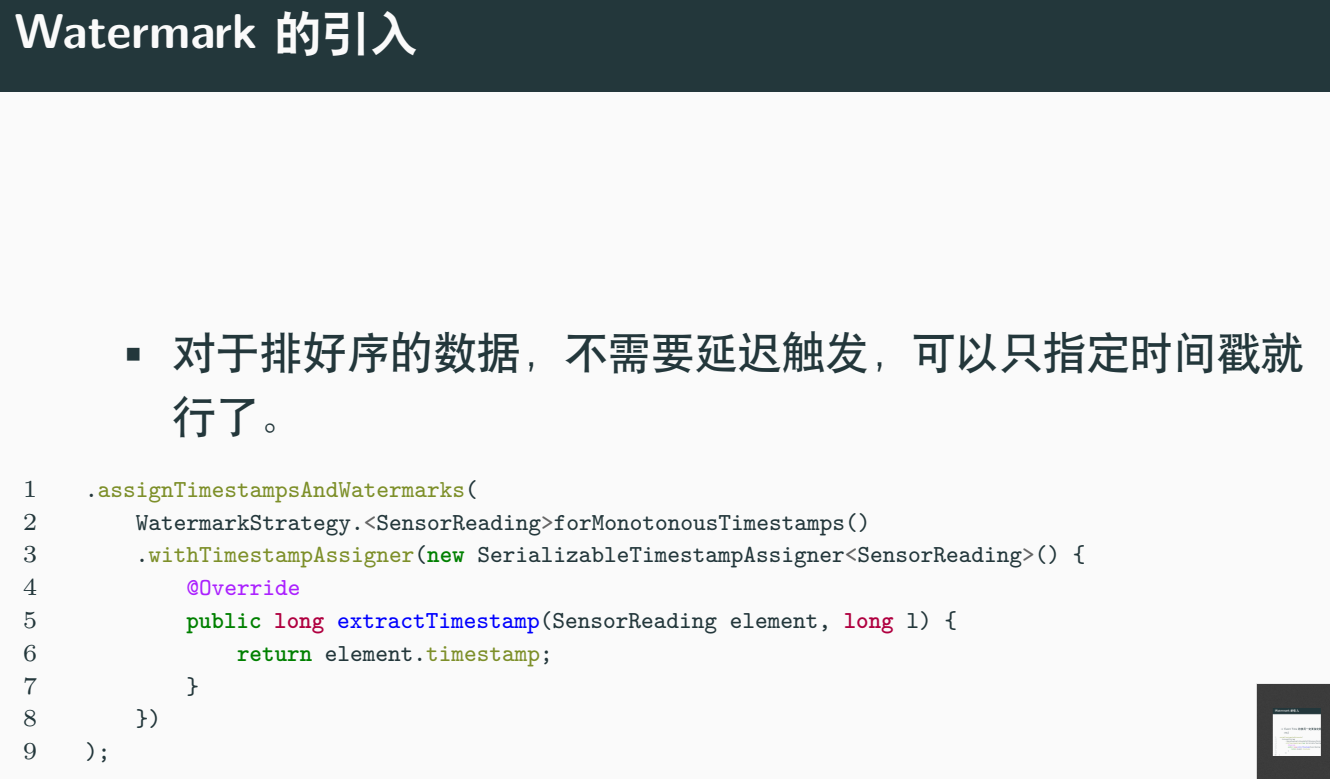 Watermark 的引入
▪ 对于排好序的数据，不需要延迟触发，可以只指定时间戳就
行了。
1 .assignTimestampsAndWatermarks(
2 WatermarkStrategy.<SensorReading>forMonotonousTimestamps()
3 .withTimestampAssigner(new SerializableTimestampAssigner<SensorReading>() {
4 @Override
5 public long extractTimestamp(SensorReading element, long l) {
6 return element.timestamp;
7 }
8 })
9 );